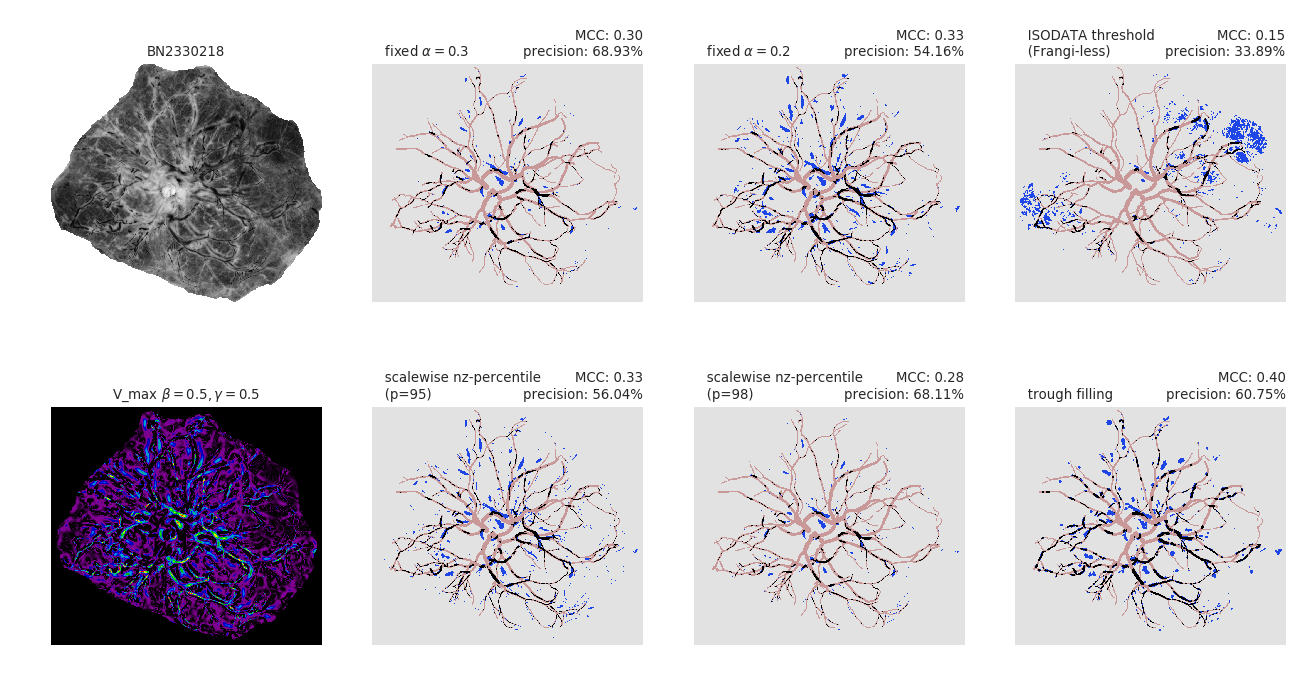 BN2330218
fixed α = 0.3
MCC: 0.30
precision: 68.93%
fixed α = 0.2
MCC: 0.33
precision: 54.16%
ISODATA threshold
(Frangi-less)
MCC: 0.15
precision: 33.89%
V_max β = 0.5, γ = 0.5
scalewise nz-percentile
(p=95)
MCC: 0.33
precision: 56.04%
scalewise nz-percentile
(p=98)
MCC: 0.28
precision: 68.11%
trough filling
MCC: 0.40
precision: 60.75%